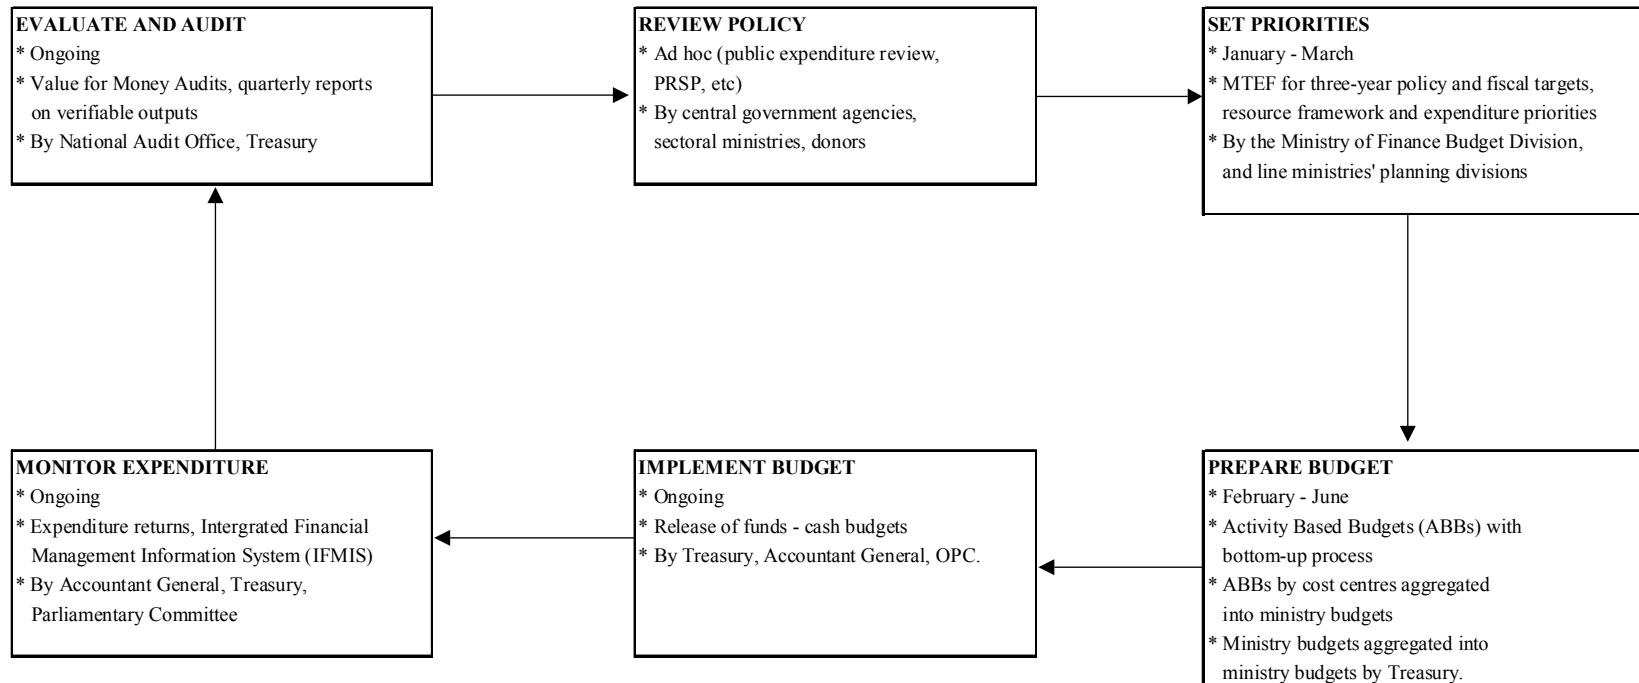 EVALUATE AND AUDIT
* Ongoing
* Value for Money Audits, quarterly reports
on verifiable outputs
* By National Audit Office, Treasury
REVIEW POLICY
* Ad hoc (public expenditure review,
PRSP, etc)
* By central government agencies,
sectoral ministries, donors
SET PRIORITIES
* January - March
* MTEF for three-year policy and fiscal targets,
resource framework and expenditure priorities
* By the Ministry of Finance Budget Division,
and line ministries' planning divisions
MONITOR EXPENDITURE
* Ongoing
* Expenditure returns, Intergrated Financial
Management Information System (IFMIS)
* By Accountant General, Treasury,
Parliamentary Committee
IMPLEMENT BUDGET
* Ongoing
* Release of funds - cash budgets
* By Treasury, Accountant General, OPC.
PREPARE BUDGET
* February - June
* Activity Based Budgets (ABBs) with
bottom-up process
* ABBs by cost centres aggregated
into ministry budgets
* Ministry budgets aggregated into
ministry budgets by Treasury.